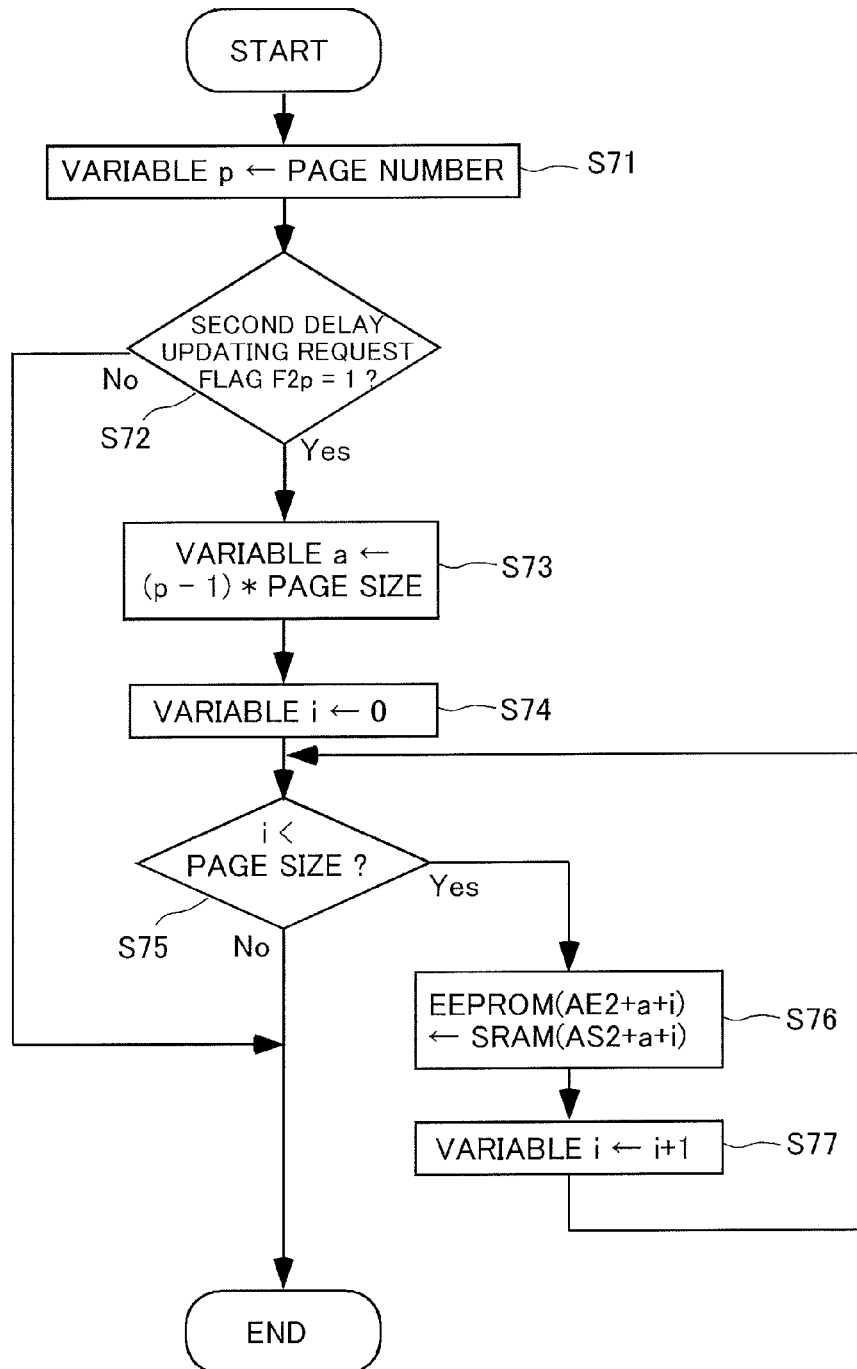 START
VARIABLE p ← PAGE NUMBER
S71
SECOND DELAY
UPDATING REQUEST
FLAG F2p = 1 ?
No
S72
Yes
VARIABLE a ←
(p - 1) * PAGE SIZE
S73
VARIABLE i ← 0
S74
i <
PAGE SIZE ?
Yes
S75
No
EEPROM(AE2+a+i)
← SRAM(AS2+a+i)
S76
VARIABLE i ← i+1
S77
END